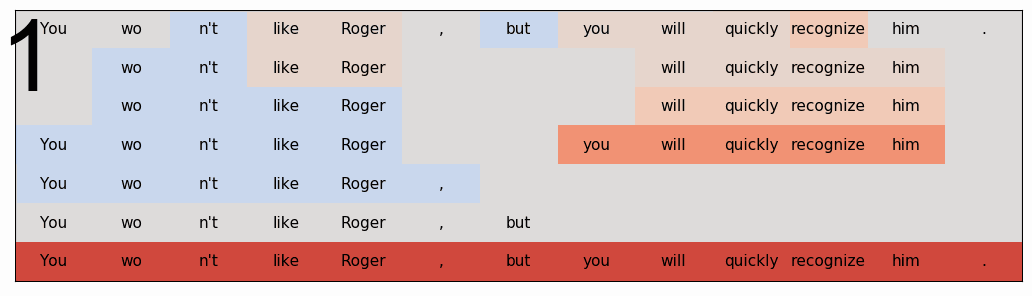 1
You wo n't like Roger , but you will quickly recognize him .
wo n't like Roger will quickly recognize him
wo n't like Roger will quickly recognize him
You wo n't like Roger you will quickly recognize him
You wo n't like Roger ,
You wo n't like Roger , but
You wo n't like Roger , but you will quickly recognize him .